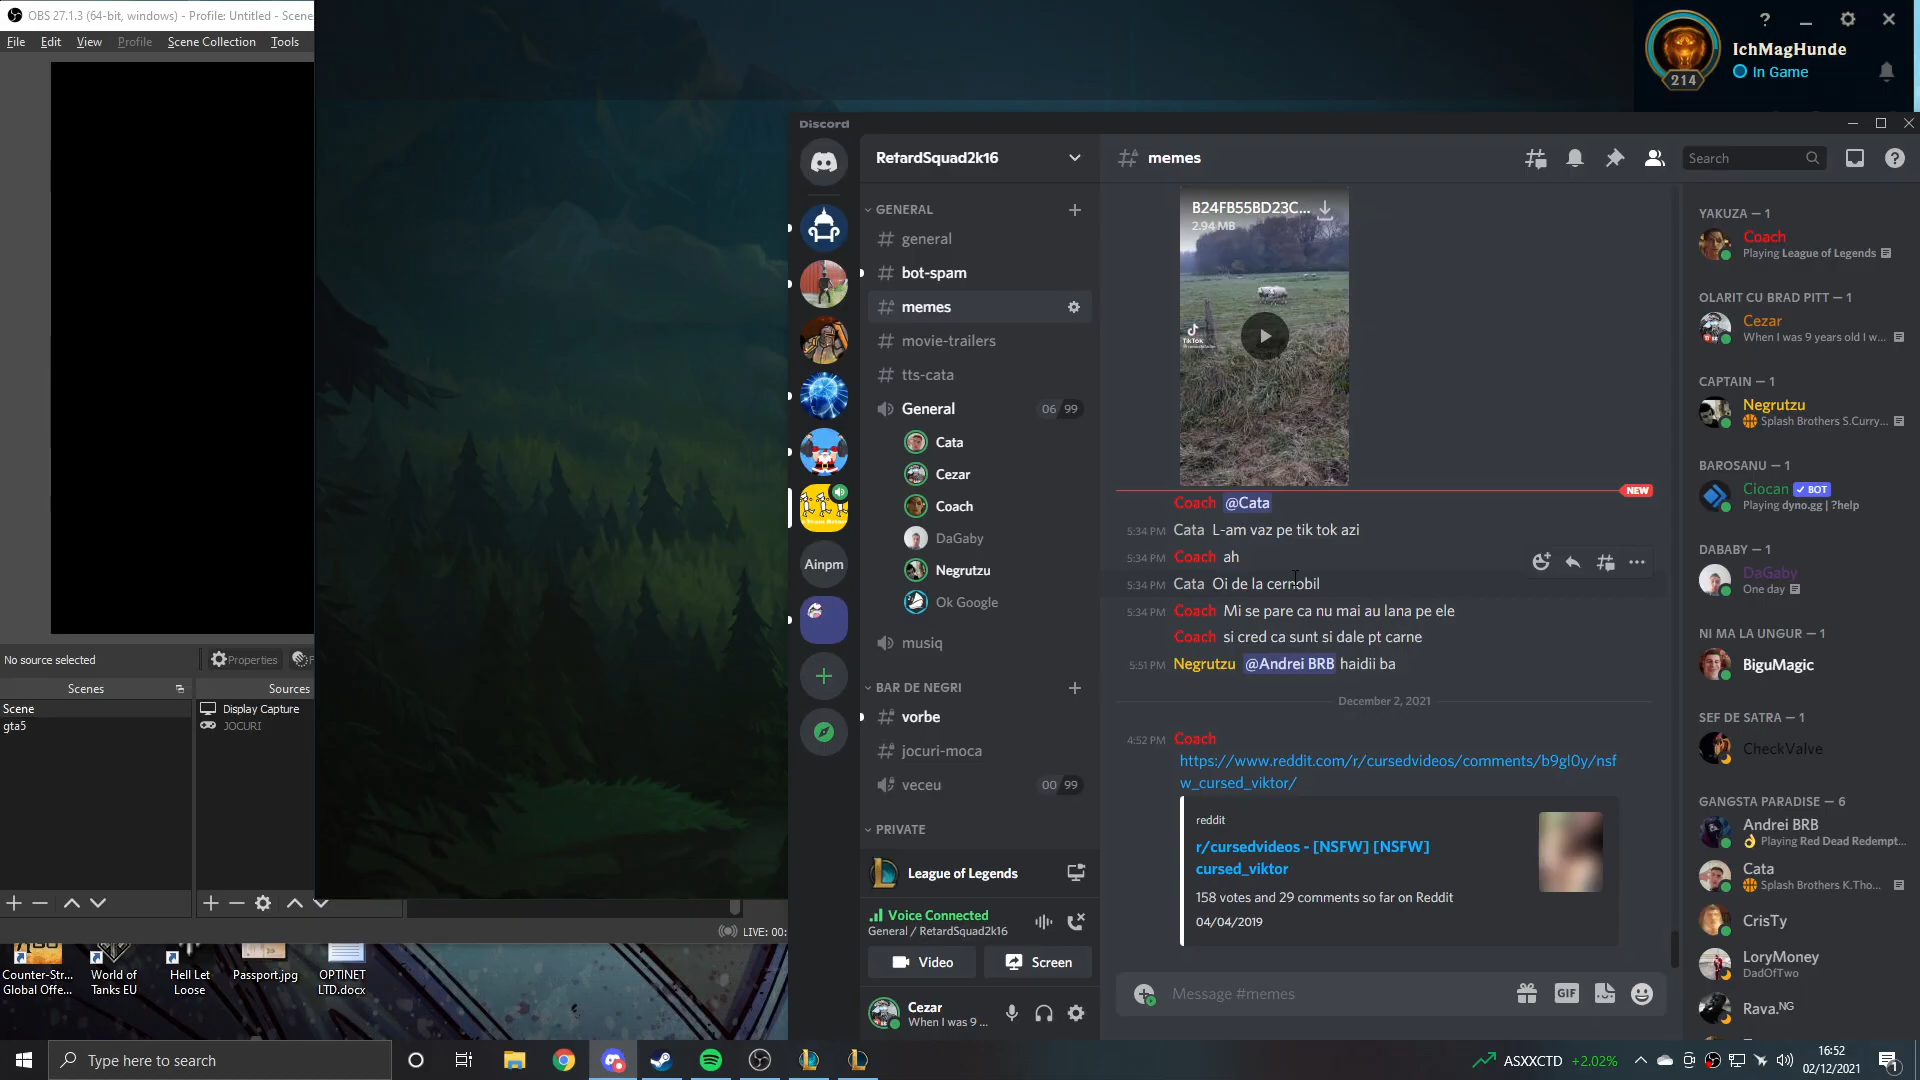 OBS 27.1.3 (64-bit, windows) - Profile: Untitled - Scene
File Edit View Profile Scene Collection Tools
No source selected
Properties
F
Scenes
Sources
Scene
gta5
Display Capture
JOCURI
LIVE: 00:
Counter-Str...
Global Offe...
World of
Tanks EU
Hell Let
Loose
Passport.jpg
OPTINET
LTD.docx
214
?
IchMagHunde
In Game
Discord
RetardSquad2k16
GENERAL
general
bot-spam
memes
movie-trailers
tts-cata
General
06 99
Cata
Cezar
Coach
DaGaby
Negrutzu
Ok Google
musiq
BAR DE NEGRI
vorbe
jocuri-moca
veceu
00 99
PRIVATE
Ainpm
League of Legends
Voice Connected
General / RetardSquad2k16
Video
Screen
Cezar
When I was 9 ...
memes
Search
B24FB55BD23C...
2.94 MB
TikTok
NEW
Coach @Cata
5:34 PM Cata L-am vaz pe tik tok azi
5:34 PM Coach ah
5:34 PM Cata Oi de la cernobil
5:34 PM Coach Mi se pare ca nu mai au lana pe ele
Coach si cred ca sunt si dale pt carne
5:51 PM Negrutzu @Andrei BRB haidii ba
December 2, 2021
4:52 PM Coach
https://www.reddit.com/r/cursedvideos/comments/b9gl0y/nsf
w_cursed_viktor/
reddit
r/cursedvideos - [NSFW] [NSFW]
cursed_viktor
158 votes and 29 comments so far on Reddit
04/04/2019
Message #memes
GIF
YAKUZA — 1
Coach
Playing League of Legends
OLARIT CU BRAD PITT — 1
Cezar
When I was 9 years old I w...
CAPTAIN — 1
Negrutzu
Splash Brothers S.Curry...
BAROSANU — 1
Ciocan BOT
Playing dyno.gg | ?help
DABABY — 1
DaGaby
One day
NI MA LA UNGUR — 1
BiguMagic
SEF DE SATRA — 1
CheckValve
GANGSTA PARADISE — 6
Andrei BRB
Playing Red Dead Redempt...
Cata
Splash Brothers K.Tho...
CrisTy
LoryMoney
DadOfTwo
Rava.NG
Type here to search
ASXXCTD +2.02%
16:52
02/12/2021
1